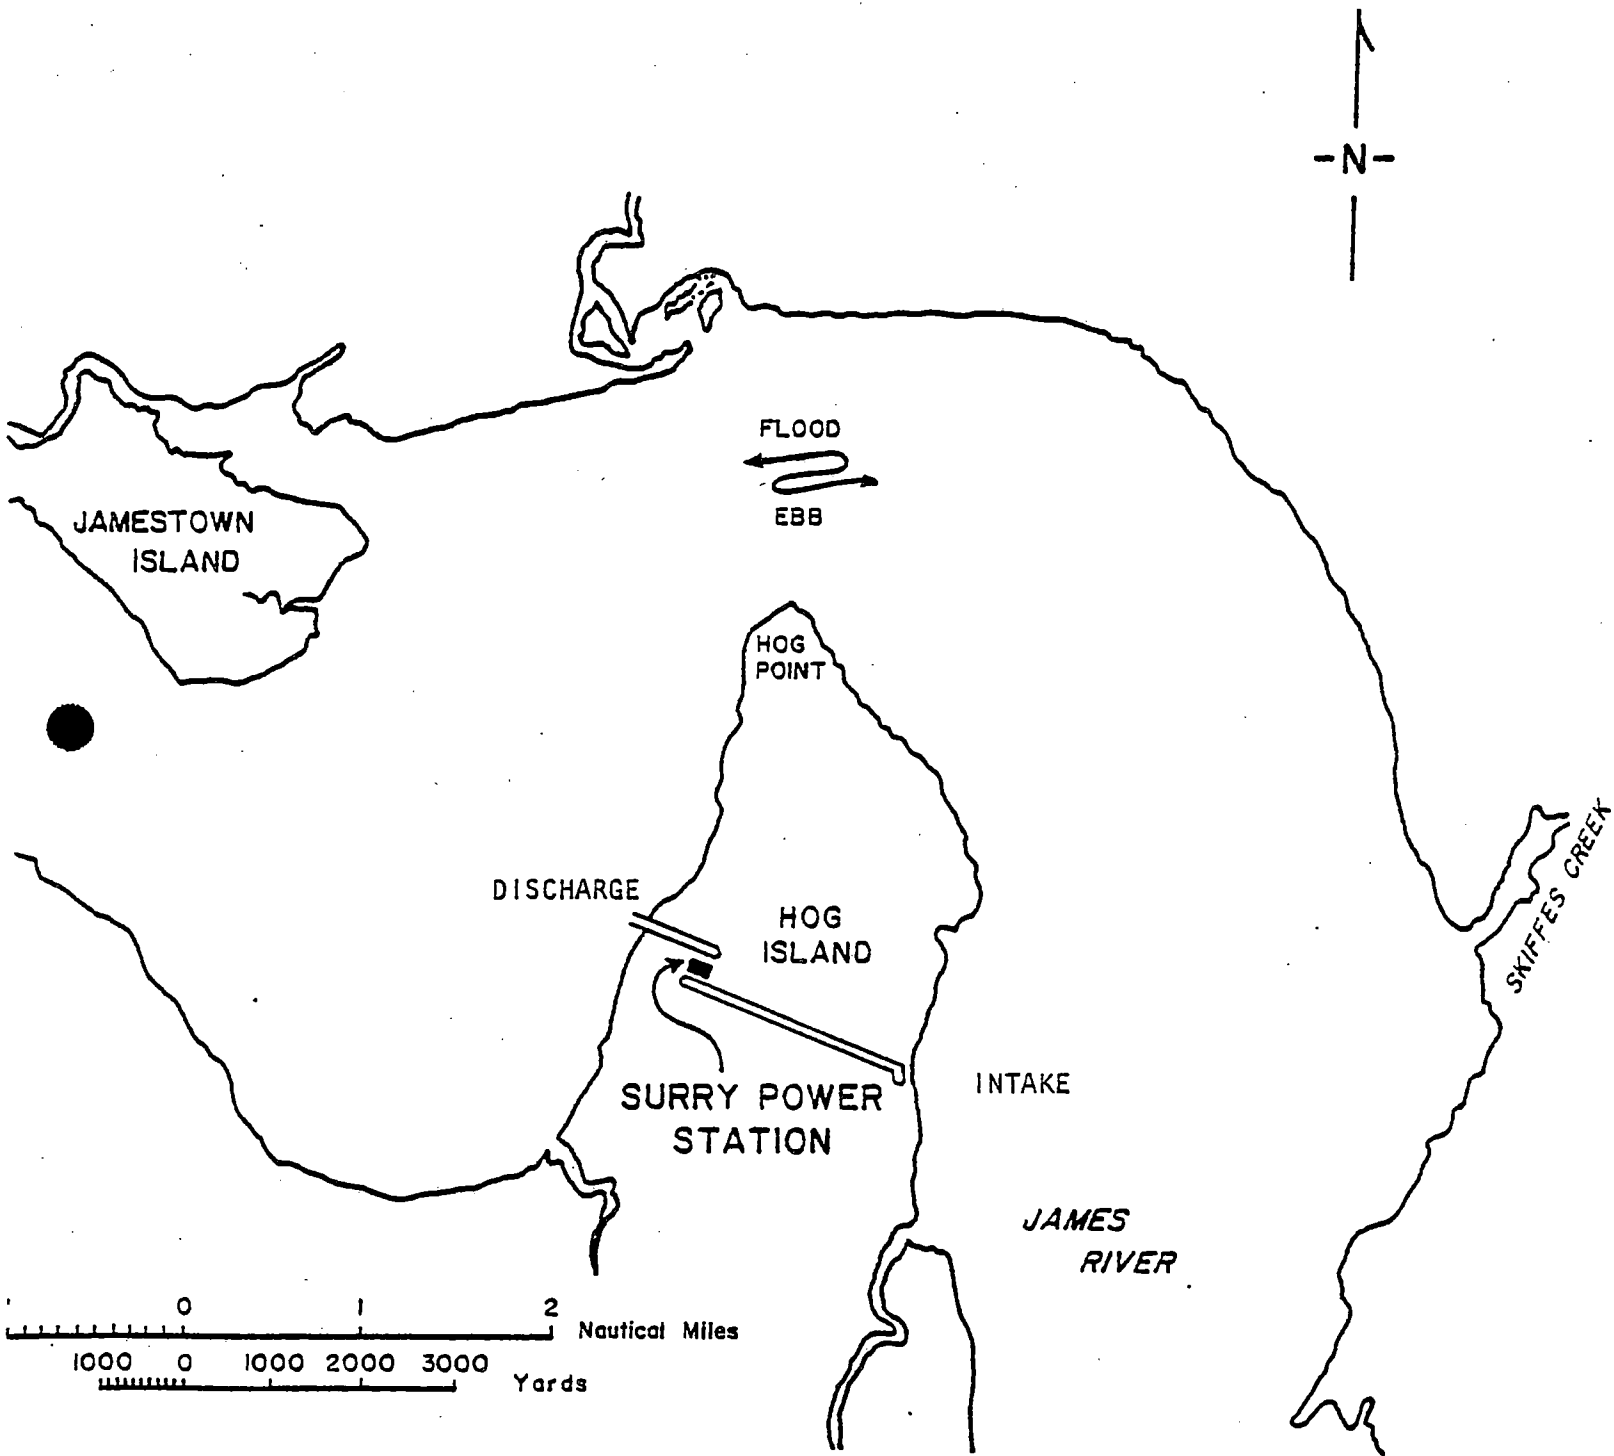 -N-
FLOOD
EBB
JAMESTOWN
ISLAND
HOG
POINT
DISCHARGE
HOG
ISLAND
SKIFFES CREEK
INTAKE
SURRY POWER
STATION
JAMES
RIVER
0 1 2
Nautical Miles
1000 0 1000 2000 3000
Yards